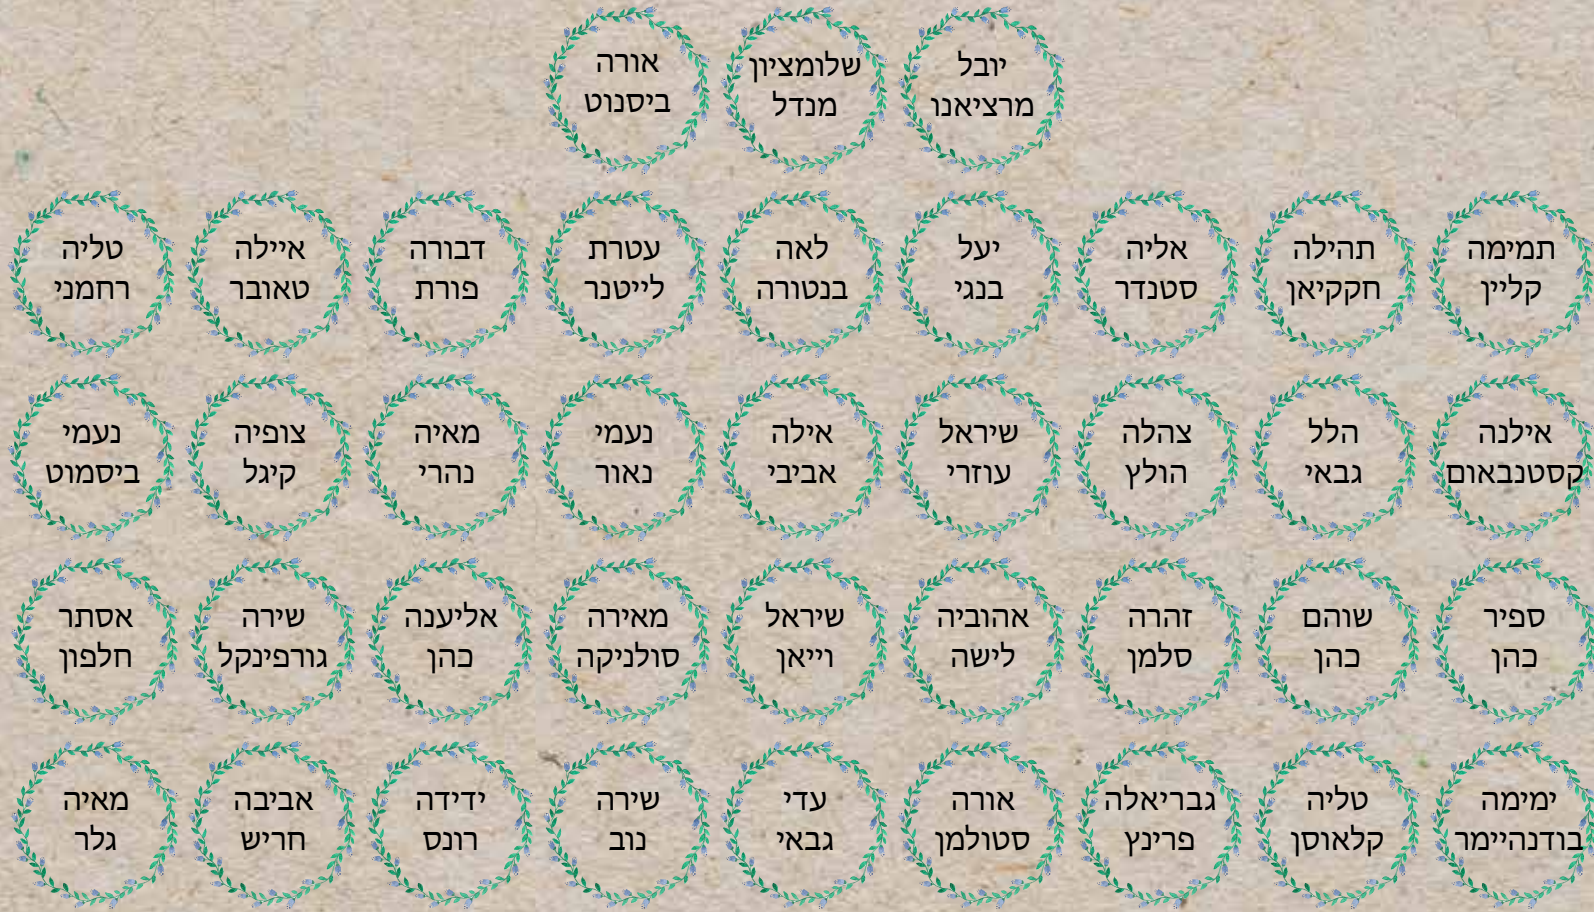 יובל
מרציאנו
שלומציון
מנדל
אורה
ביסנוט
תמימה
קליין
תהילה
חקקיאן
אליה
סטנדר
יעל
בנגי
לאה
בנטורה
עטרת
לייטנר
דבורה
פורת
איילה
טאובר
טליה
רחמני
אילנה
קסטנבאום
הלל
גבאי
צהלה
הולץ
שיראל
עוזרי
אילה
אביבי
נעמי
נאור
מאיה
נהרי
צופיה
קיגל
נעמי
ביסמוט
ספיר
כהן
שוהם
כהן
זהרה
סלמן
אהוביה
לישה
שיראל
וייאן
מאירה
סולניקה
אליענה
כהן
שירה
גורפינקל
אסתר
חלפון
ימימה
בודנהיימר
טליה
קלאוסן
גבריאלה
פרינץ
אורה
סטולמן
עדי
גבאי
שירה
נוב
ידידה
רונס
אביבה
חריש
מאיה
גלר